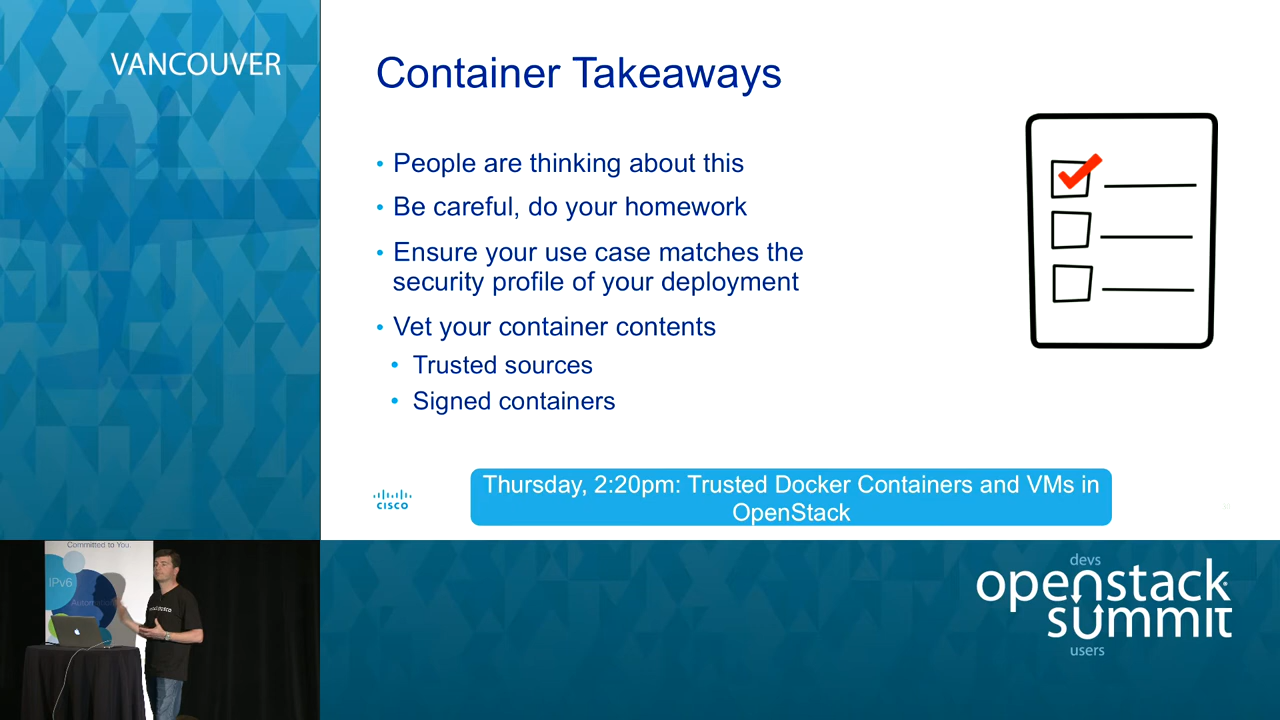 VANCOUVER
Container Takeaways
• People are thinking about this
• Be careful, do your homework
• Ensure your use case matches the
security profile of your deployment
• Vet your container contents
• Trusted sources
• Signed containers
CISCO
Thursday, 2:20pm: Trusted Docker Containers and VMs in
OpenStack
Committed to You.
IPv6
devs
openstack
summit
users